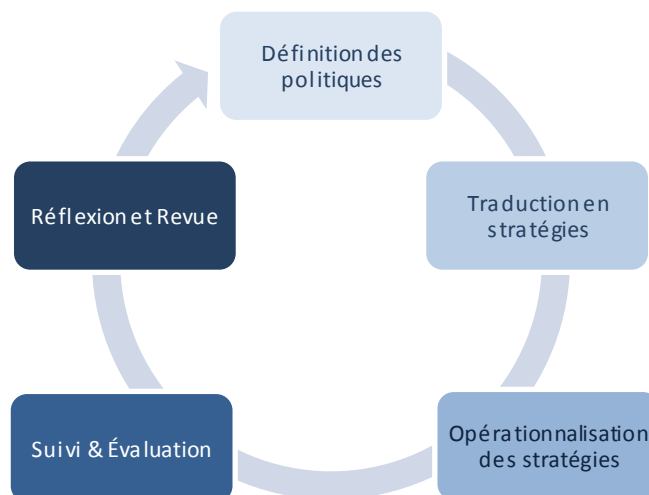 Définition des
politiques
Traduction en
stratégies
Opérationnalisation
des stratégies
Suivi & Évaluation
Réflexion et Revue